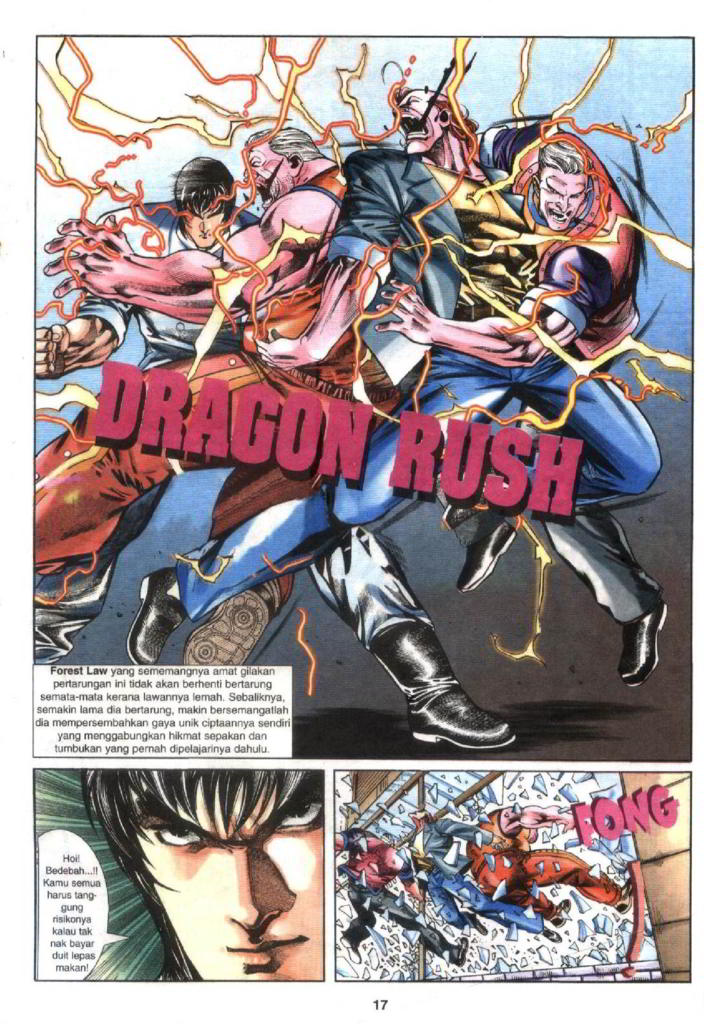 DRAGON RUSH
Forest Law yang sememangnya amat gilakan
pertarungan ini tidak akan berhenti bertarung
semata-mata kerana lawannya lemah. Sebaliknya,
semakin lama dia bertarung, makin bersemangatlah
dia mempersembahkan gaya unik ciptaannya sendiri
yang menggabungkan hikmat sepakan dan
tumbukan yang pernah dipelajarinya dahulu.
Hoi!
Bedebah...!!
Kamu semua
harus tang-
gung
risikonya
kalau tak
nak bayar
duit lepas
makan!
PONG
17